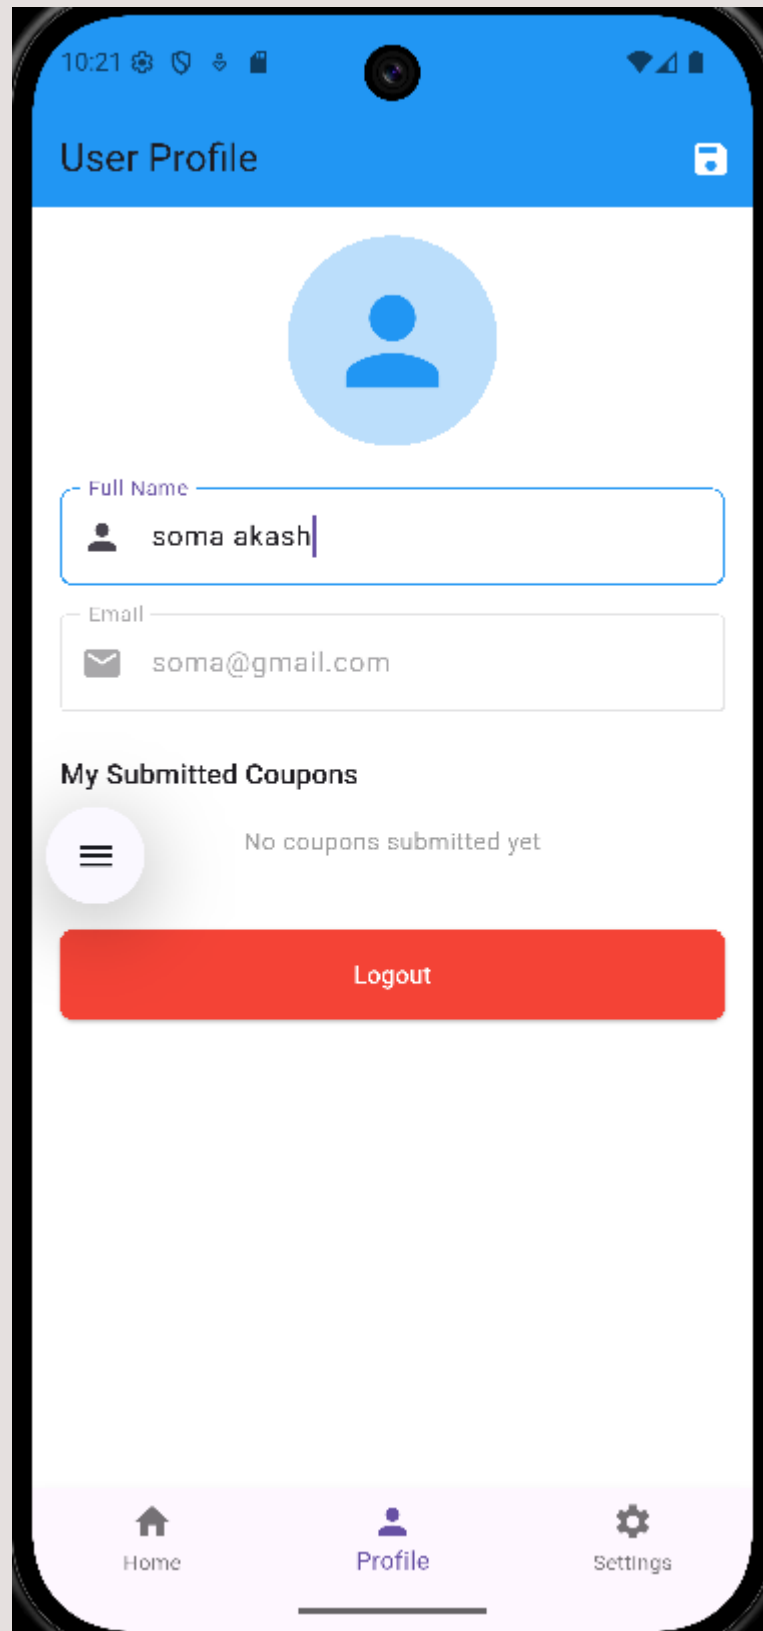 10:21
User Profile
Full Name
soma akash
Email
soma@gmail.com
My Submitted Coupons
No coupons submitted yet
Logout
Home
Profile
Settings